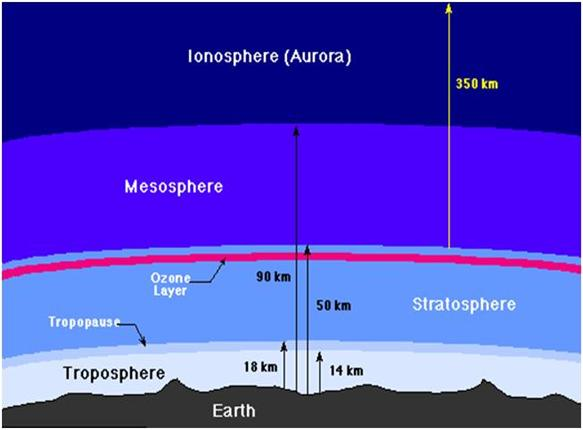 Ionosphere (Aurora)
350 km
Mesosphere
Ozone
Layer
90 km
50 km
Stratosphere
Tropopause
Troposphere
18 km
14 km
Earth